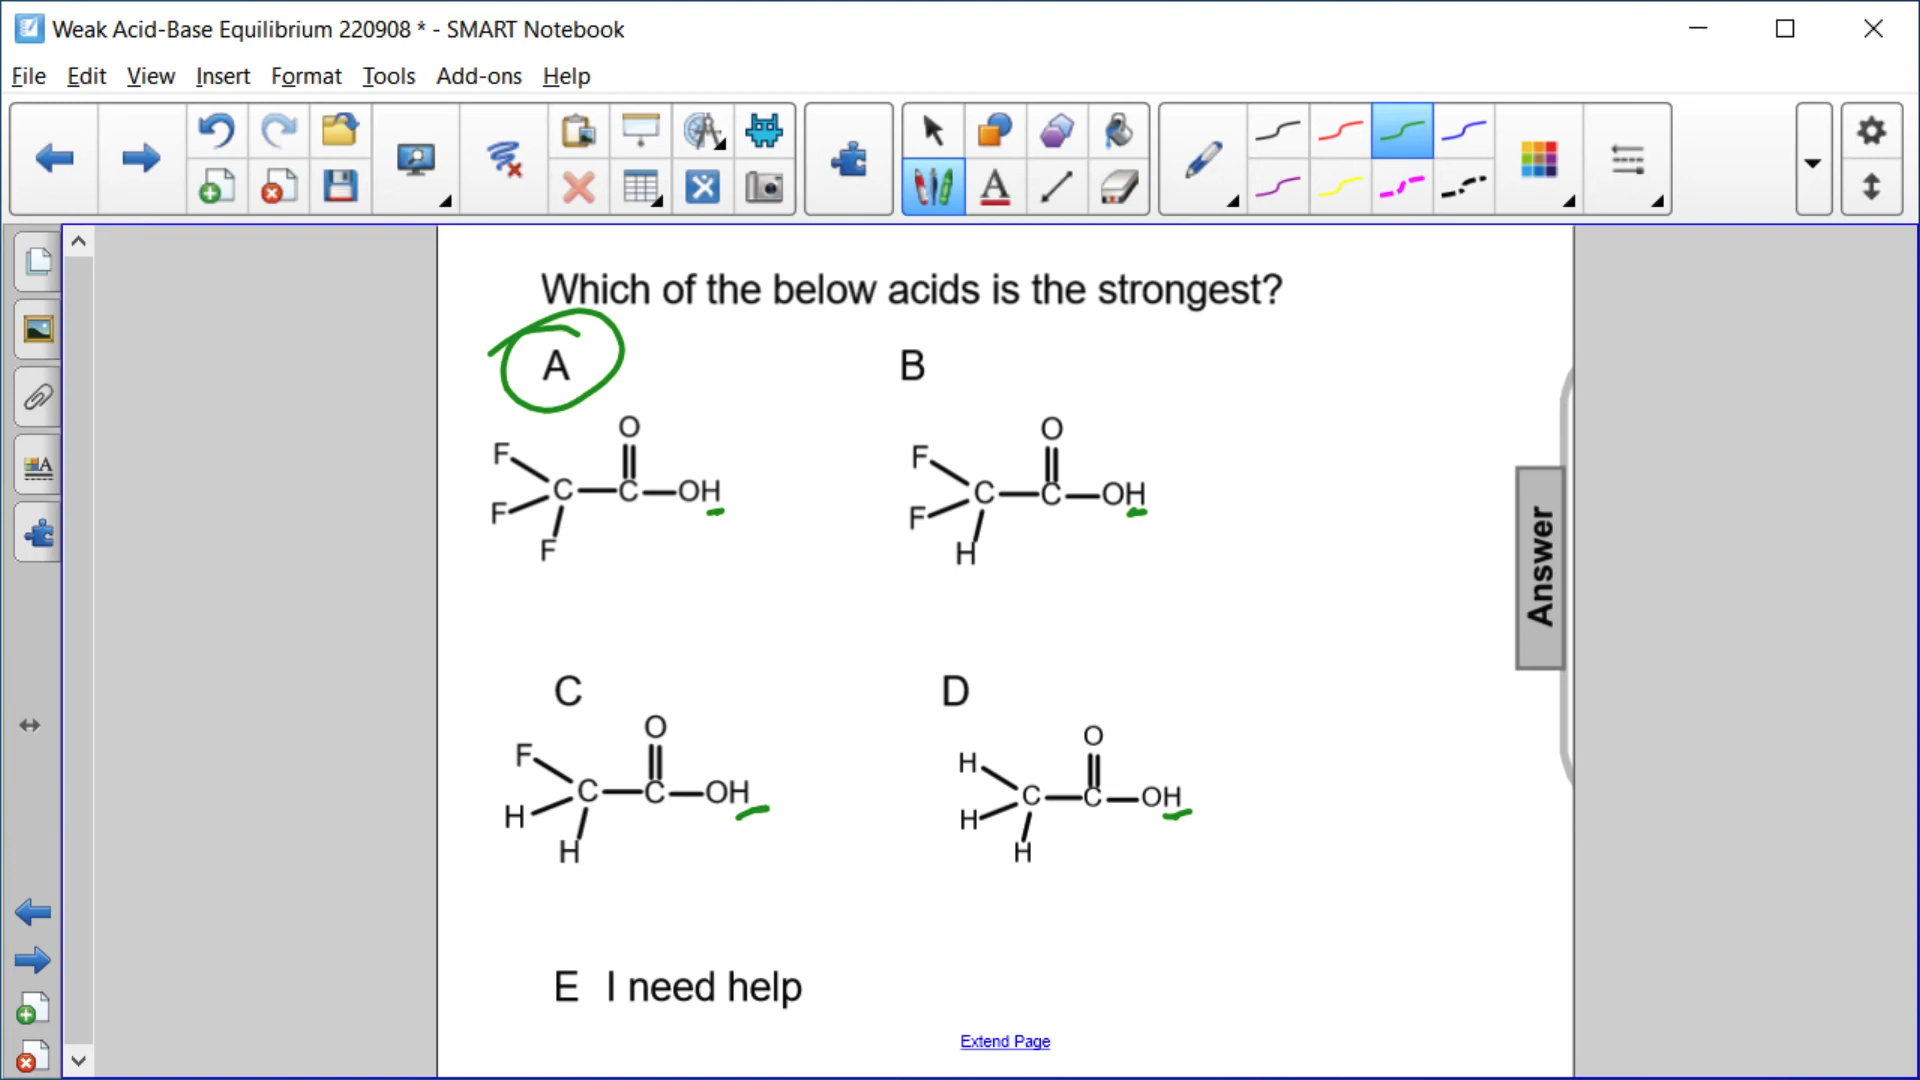 Weak Acid-Base Equilibrium 220908 * - SMART Notebook
File Edit View Insert Format Tools Add-ons Help
Which of the below acids is the strongest?
A
B
O
F
C
C
OH
F
F
O
F
C
C
OH
F
H
C
D
O
F
C
C
OH
H
H
O
H
C
C
OH
H
H
E I need help
Extend Page
Answer